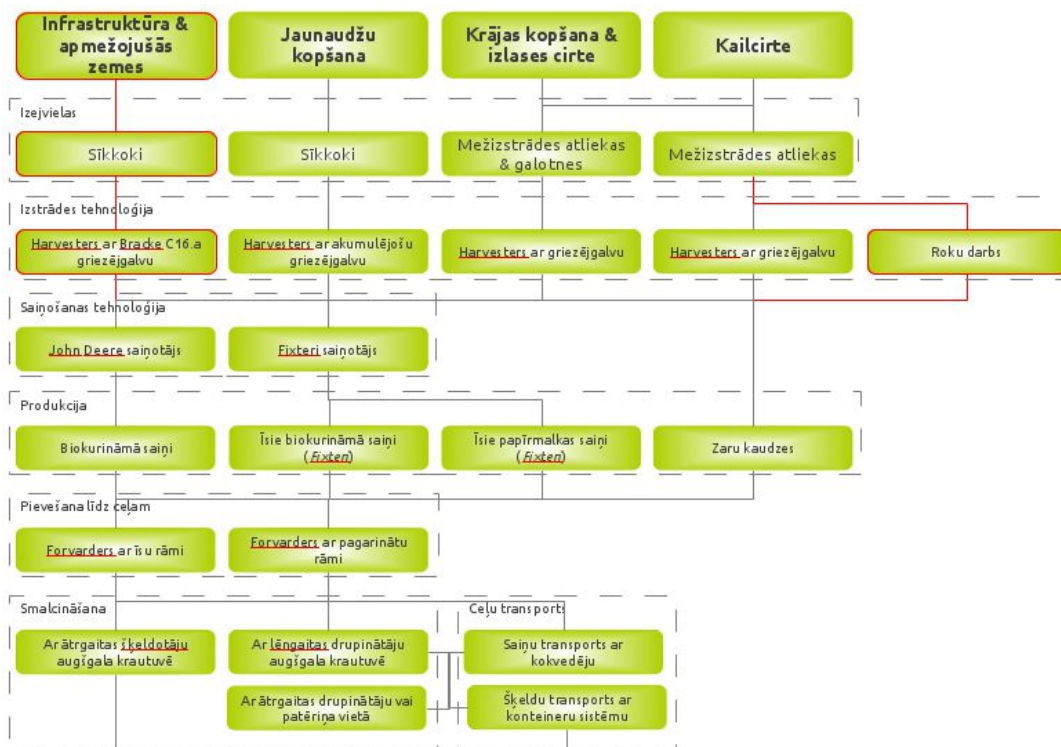 Infrastruktūra &
apmežojušās
zemes
Jaunaudžu
kopšana
Krājas kopšana &
izlases cirte
Kailcirte
Izejvielas
Sīkkoki
Sīkkoki
Mežizstrādes atliekas
& galotnes
Mežizstrādes atliekas
Izstrādes tehnoloģija
Harvesters ar Bracke C16.a
griezējgalvu
Harvesters ar akumulējošu
griezējgalvu
Harvesters ar griezējgalvu
Harvesters ar griezējgalvu
Roku darbs
Saiņošanas tehnoloģija
John Deere saiņotājs
Fixteri saiņotājs
Produkcija
Biokurināmā saiņi
Īsie biokurināmā saiņi
(Fixteri)
Īsie papīrmalkas saiņi
(Fixteri)
Zaru kaudzes
Pievešana līdz ceļam
Forvarders ar īsu rāmi
Forvarders ar pagarinātu
rāmi
Smalcināšana
Ar ātrgaitas šķeldotāju
augšgala krautuvē
Ar lēngaitas drupinātāju
augšgala krautuvē
Ar ātrgaitas drupinātāju vai
patēriņa vietā
Ceļu transports
Saiņu transports ar
kokvedēju
Šķeldu transports ar
konteineru sistēmu